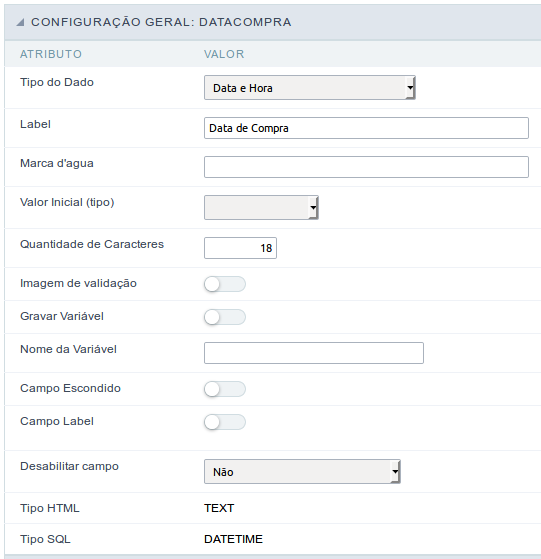 CONFIGURAÇÃO GERAL: DATACOMPRA
ATRIBUTO VALOR
Tipo do Dado Data e Hora
Label Data de Compra
Marca d'agua
Valor Inicial (tipo)
Quantidade de Caracteres 18
Imagem de validação
Gravar Variável
Nome da Variável
Campo Escondido
Campo Label
Desabilitar campo Não
Tipo HTML TEXT
Tipo SQL DATETIME